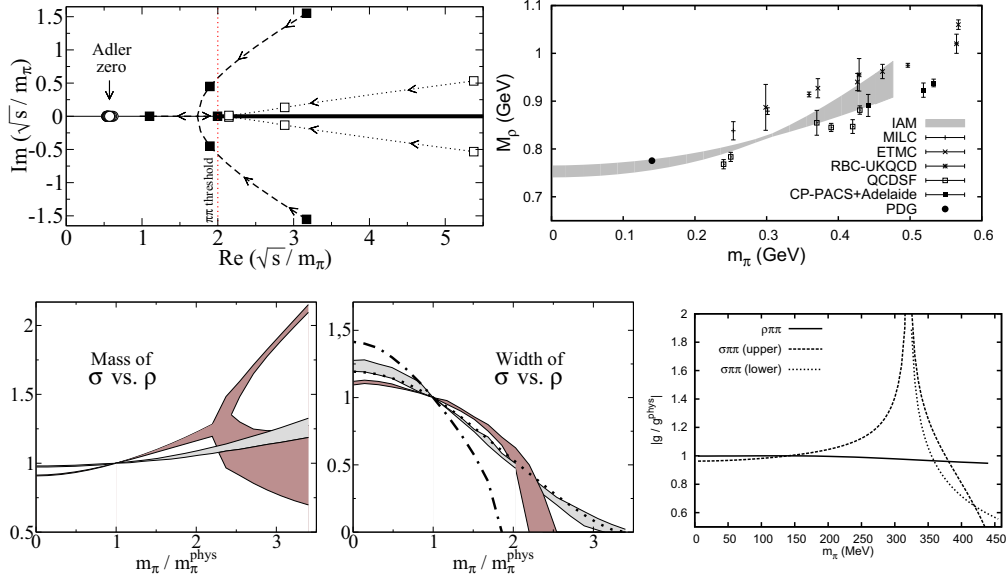 Adler
zero
ππ threshold
Im (√s / mπ)
1.5
1
0.5
0
-0.5
-1
-1.5
0 1 2 3 4 5
Re (√s / mπ)
Mρ (GeV)
1.1
1
0.9
0.8
0.7
IAM
MILC
ETMC
RBC-UKQCD
QCDSF
CP-PACS+Adelaide
PDG
0 0.1 0.2 0.3 0.4 0.5 0.6
mπ (GeV)
Mass of
σ vs. ρ
2
1.5
1
0.5
0 1 2 3
mπ / mπ^phys
Width of
σ vs. ρ
1,5
1
0.5
0
0 1 2 3
mπ / mπ^phys
|g / g^phys|
2
1.8
1.6
1.4
1.2
1
0.8
0.6
ρππ
σππ (upper)
σππ (lower)
0 50 100 150 200 250 300 350 400 450
mπ (MeV)